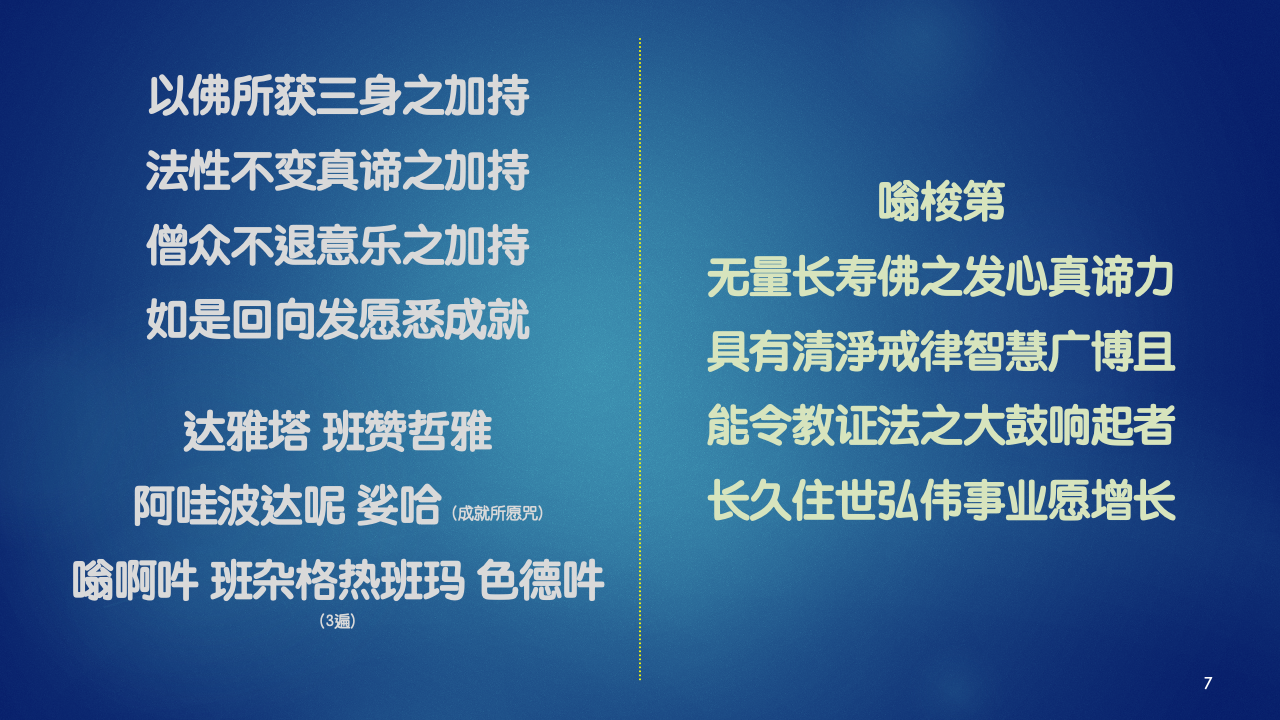 以佛所获三身之加持
法性不变真谛之加持
僧众不退意乐之加持
如是回向发愿悉成就
达雅塔 班赞哲雅
阿哇波达呢 娑哈 (成就所愿咒)
嗡啊吽 班杂格热班玛 色德吽
(3遍)
嗡梭第
无量长寿佛之发心真谛力
具有清淨戒律智慧广博且
能令教证法之大鼓响起者
长久住世弘伟事业愿增长
7